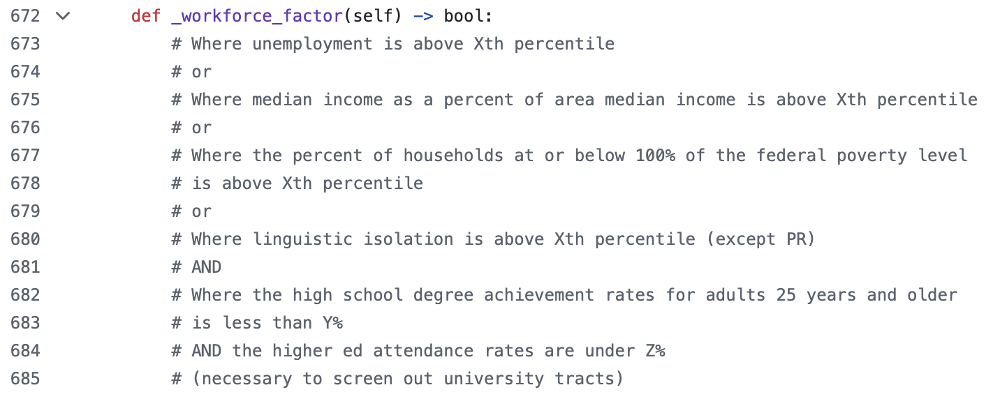 672 def _workforce_factor(self) -> bool:
673 # Where unemployment is above Xth percentile
674 # or
675 # Where median income as a percent of area median income is above Xth percentile
676 # or
677 # Where the percent of households at or below 100% of the federal poverty level
678 # is above Xth percentile
679 # or
680 # Where linguistic isolation is above Xth percentile (except PR)
681 # AND
682 # Where the high school degree achievement rates for adults 25 years and older
683 # is less than Y%
684 # AND the higher ed attendance rates are under Z%
685 # (necessary to screen out university tracts)